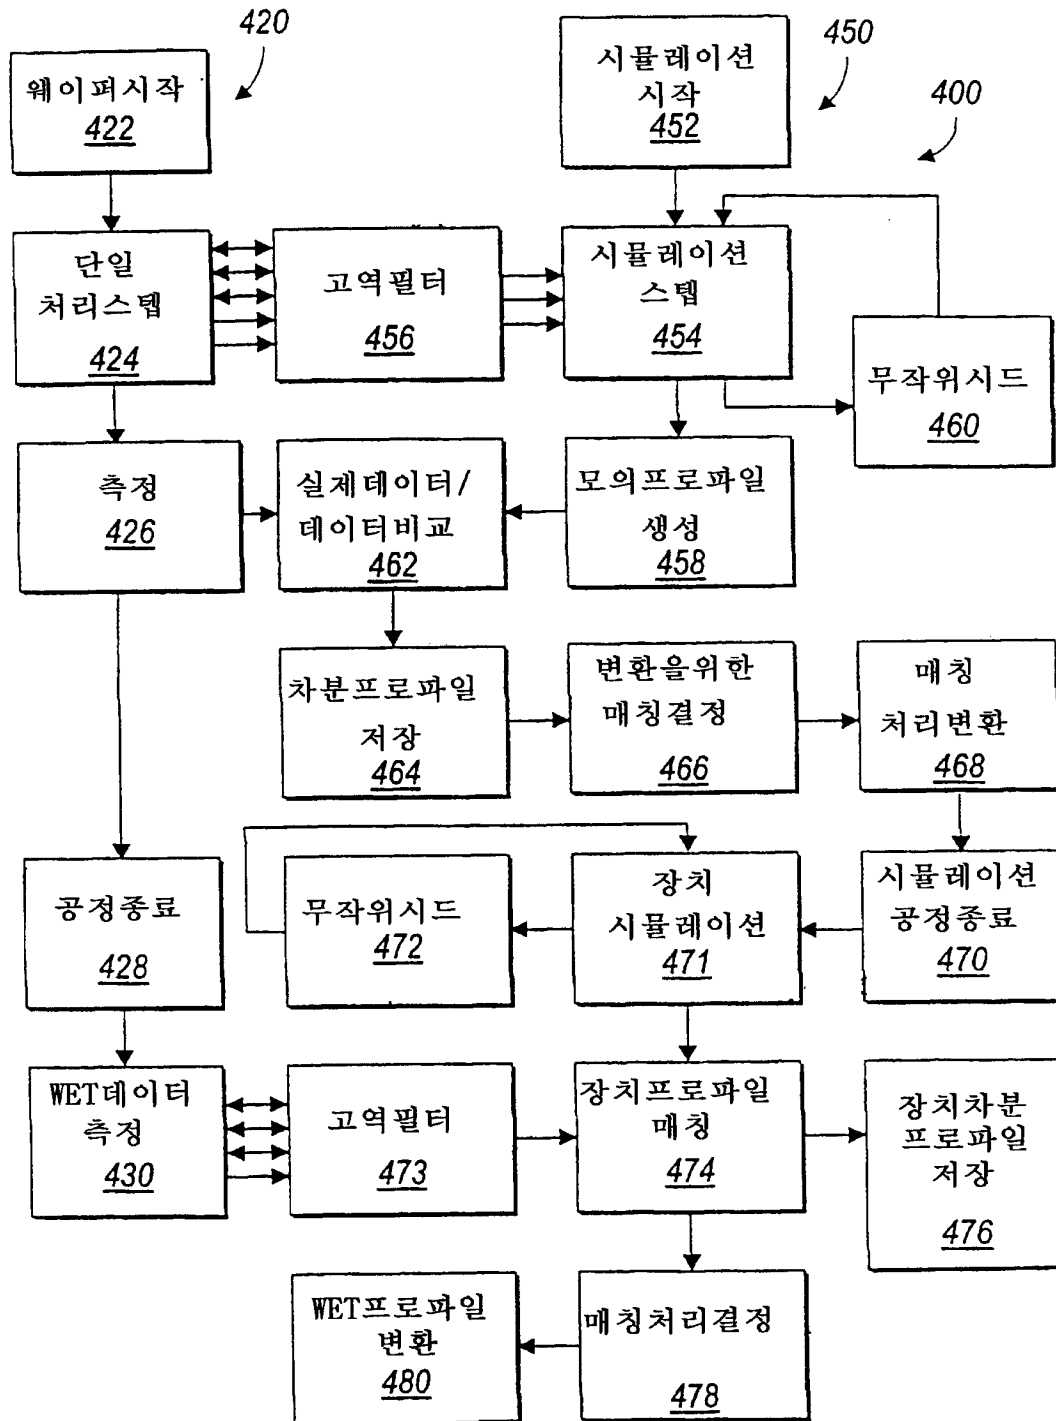 420
웨이퍼시작
422
450
시뮬레이션
시작
452
400
단일
처리스텝
424
고역필터
456
시뮬레이션
스텝
454
무작위시드
460
측정
426
실제데이터/
데이터비교
462
모의프로파일
생성
458
차분프로파일
저장
464
변환을위한
매칭결정
466
매칭
처리변환
468
공정종료
428
무작위시드
472
장치
시뮬레이션
471
시뮬레이션
공정종료
470
WET데이터
측정
430
고역필터
473
장치프로파일
매칭
474
장치차분
프로파일
저장
476
WET프로파일
변환
480
매칭처리결정
478